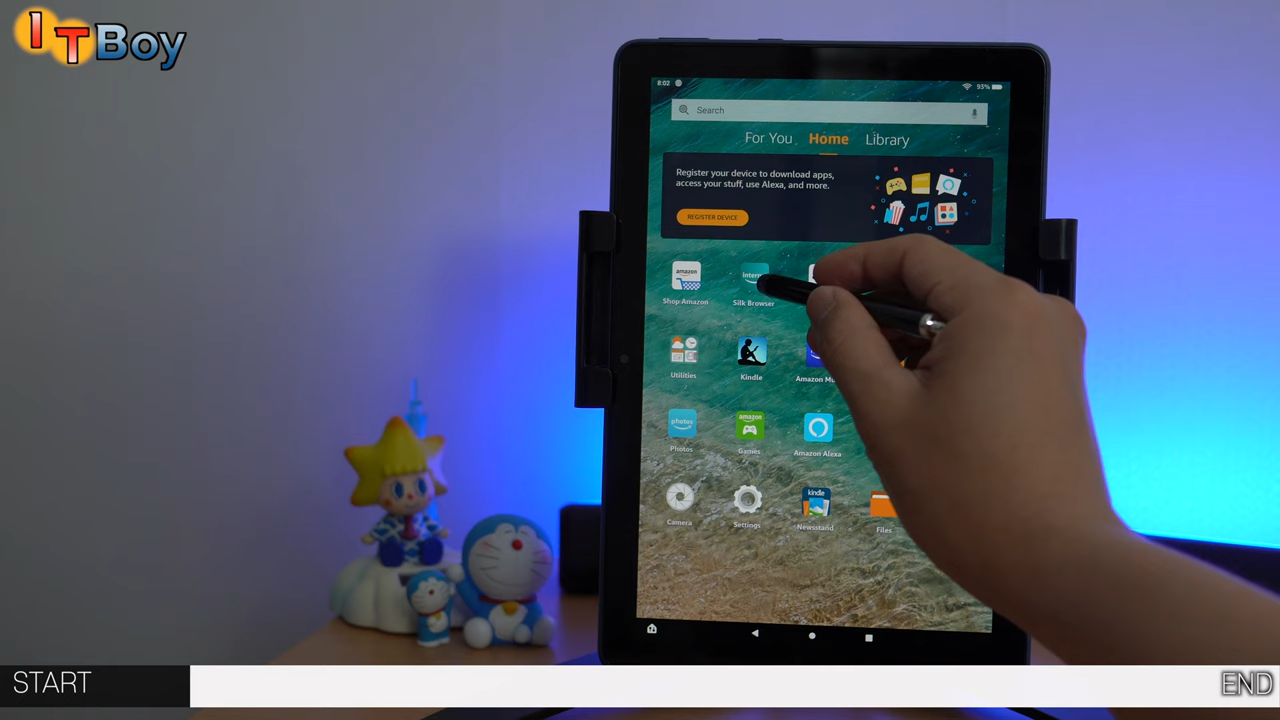 ITBoy
8:02
93%
Search
For You Home Library
Register your device to download apps,
access your stuff, use Alexa, and more.
REGISTER DEVICE
amazon
Shop Amazon
Silk Browser
Utilities
Kindle
Amazon
photos
Photos
amazon
Games
Amazon Alexa
Camera
Settings
kindle
Newsstand
Files
START
END